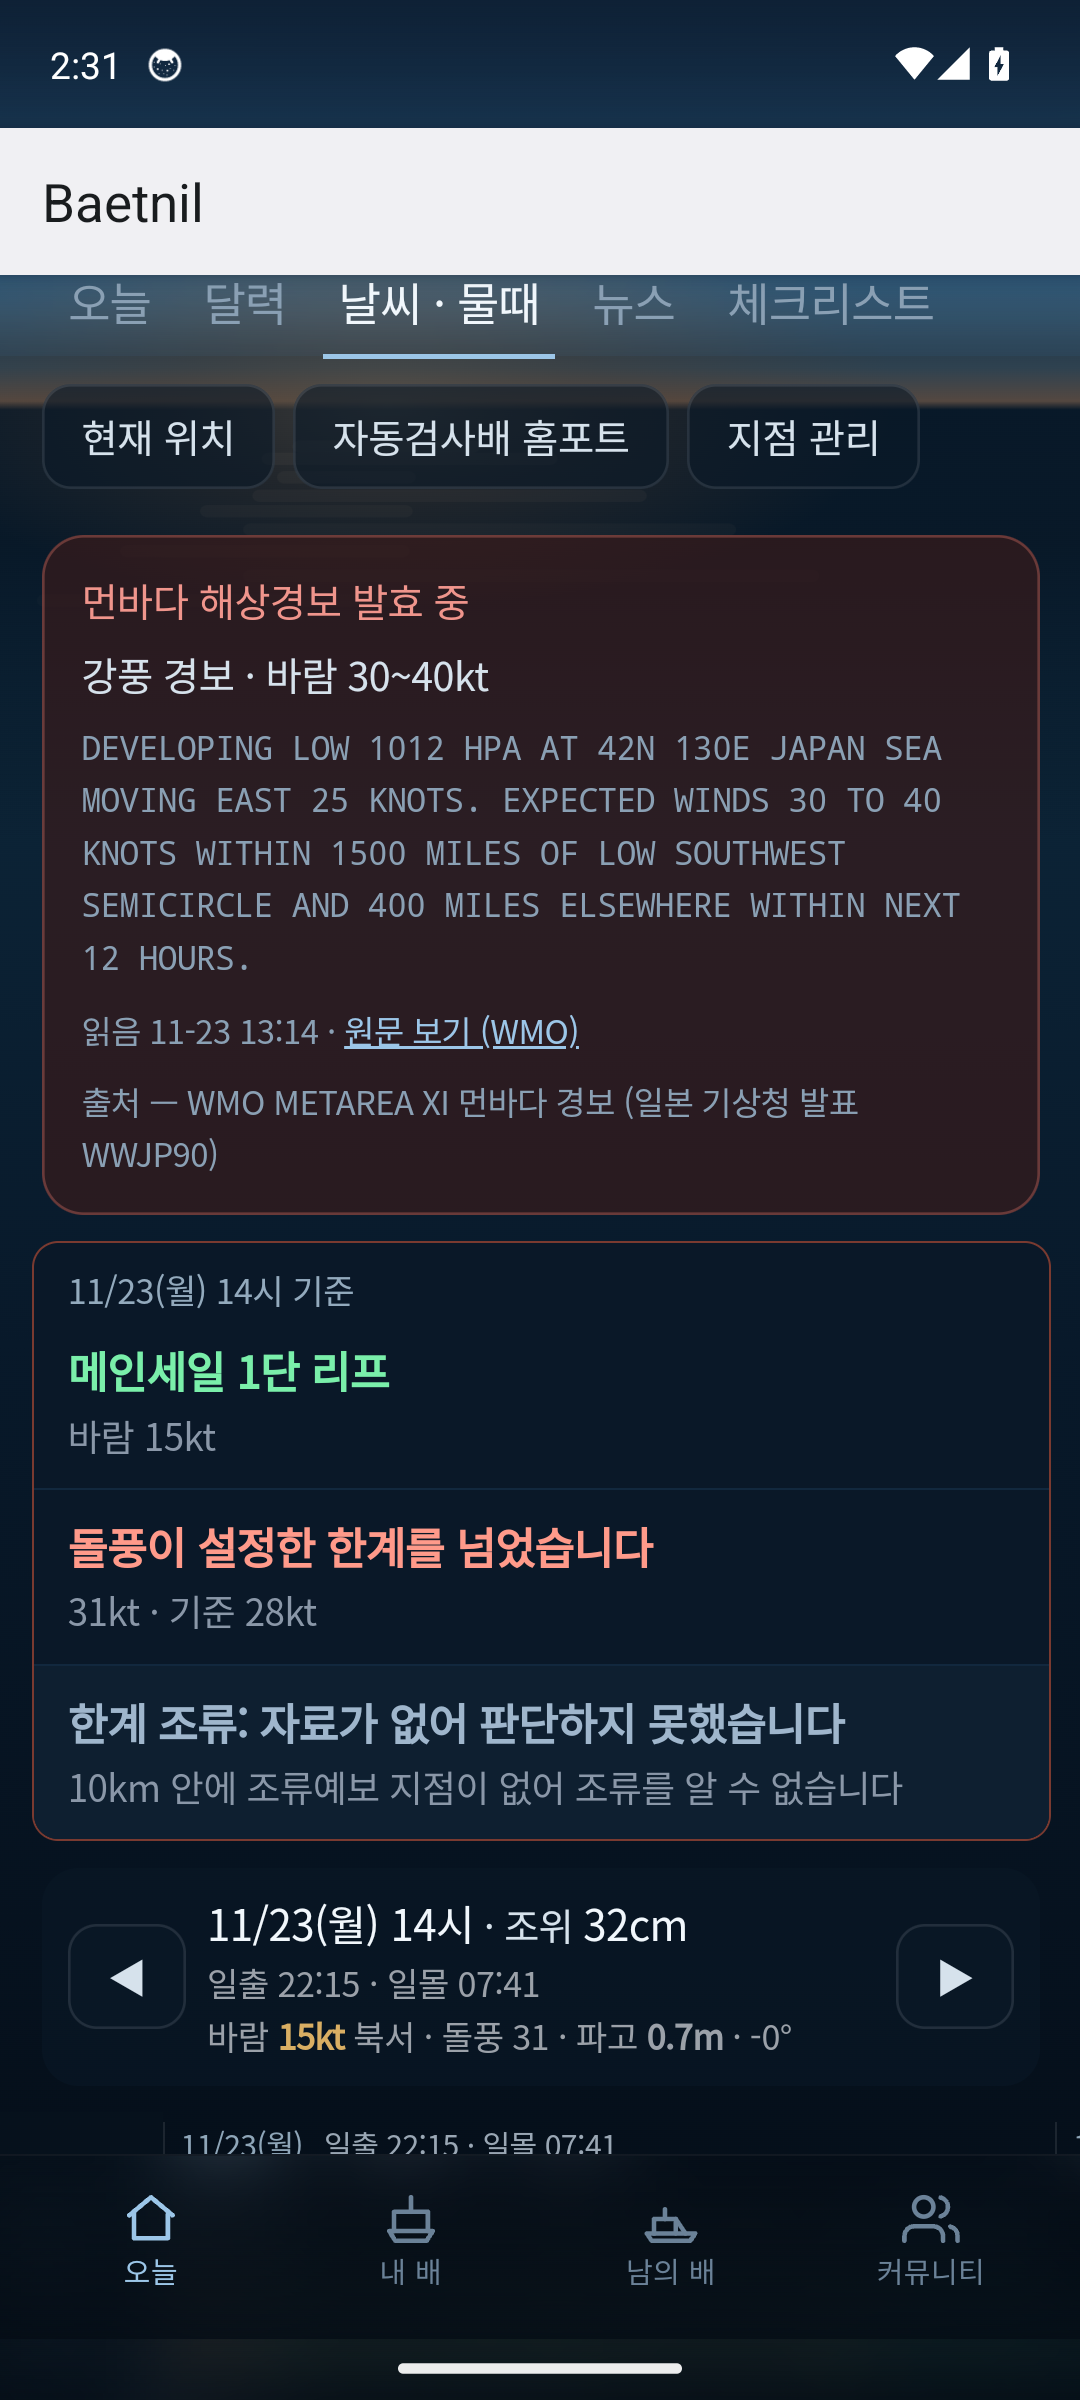 2:31
Baetnil
오늘 달력 날씨 · 물때 뉴스 체크리스트
현재 위치 자동검사배 홈포트 지점 관리
먼바다 해상경보 발효 중
강풍 경보 · 바람 30~40kt
DEVELOPING LOW 1012 HPA AT 42N 130E JAPAN SEA
MOVING EAST 25 KNOTS. EXPECTED WINDS 30 TO 40
KNOTS WITHIN 1500 MILES OF LOW SOUTHWEST
SEMICIRCLE AND 400 MILES ELSEWHERE WITHIN NEXT
12 HOURS.
읽음 11-23 13:14 · 원문 보기 (WMO)
출처 — WMO METAREA XI 먼바다 경보 (일본 기상청 발표
WWJP90)
11/23(월) 14시 기준
메인세일 1단 리프
바람 15kt
돌풍이 설정한 한계를 넘었습니다
31kt · 기준 28kt
한계 조류: 자료가 없어 판단하지 못했습니다
10km 안에 조류예보 지점이 없어 조류를 알 수 없습니다
11/23(월) 14시 · 조위 32cm
일출 22:15 · 일몰 07:41
바람 15kt 북서 · 돌풍 31 · 파고 0.7m · -0°
11/23(월) 일출 22:15 · 일몰 07:41
오늘 내 배 남의 배 커뮤니티